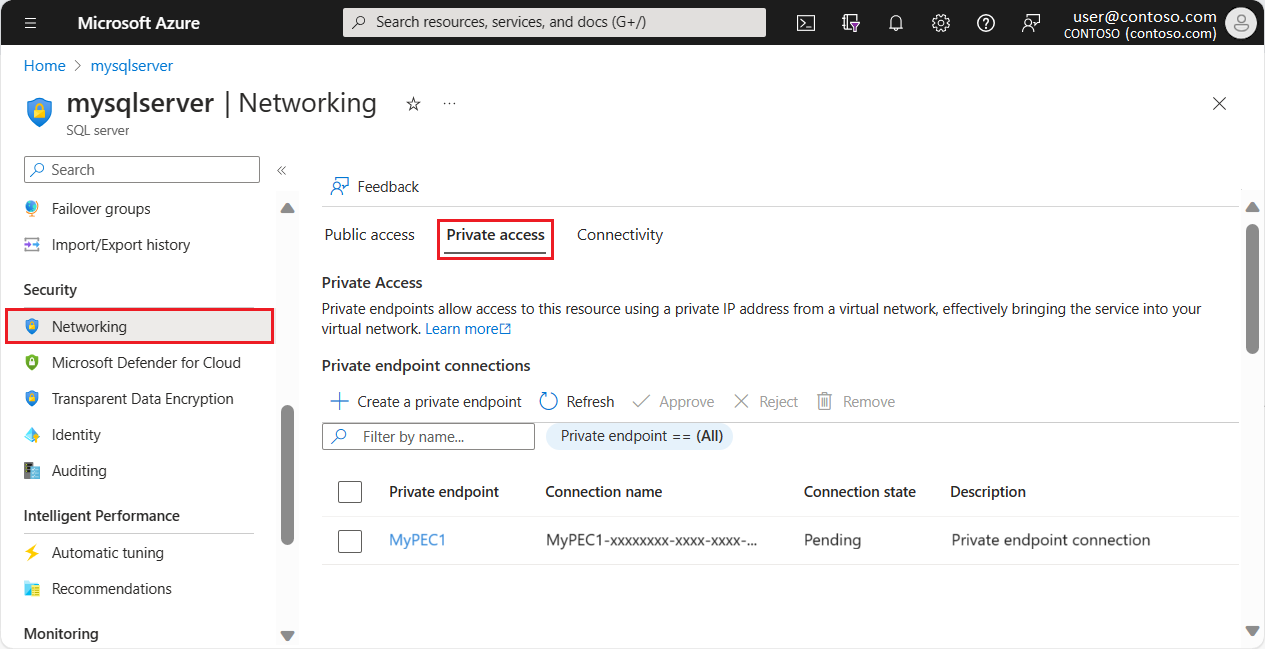 Microsoft Azure
Search resources, services, and docs (G+/)
user@contoso.com
CONTOSO (contoso.com)
Home > mysqlserver
mysqlserver | Networking
SQL server
Search
Failover groups
Import/Export history
Security
Networking
Microsoft Defender for Cloud
Transparent Data Encryption
Identity
Auditing
Intelligent Performance
Automatic tuning
Recommendations
Monitoring
Feedback
Public access Private access Connectivity
Private Access
Private endpoints allow access to this resource using a private IP address from a virtual network, effectively bringing the service into your
virtual network. Learn more
Private endpoint connections
Create a private endpoint Refresh Approve Reject Remove
Filter by name... Private endpoint == (All)
Private endpoint Connection name Connection state Description
MyPEC1 MyPEC1-xxxxxxxx-xxxx-xxxx-... Pending Private endpoint connection